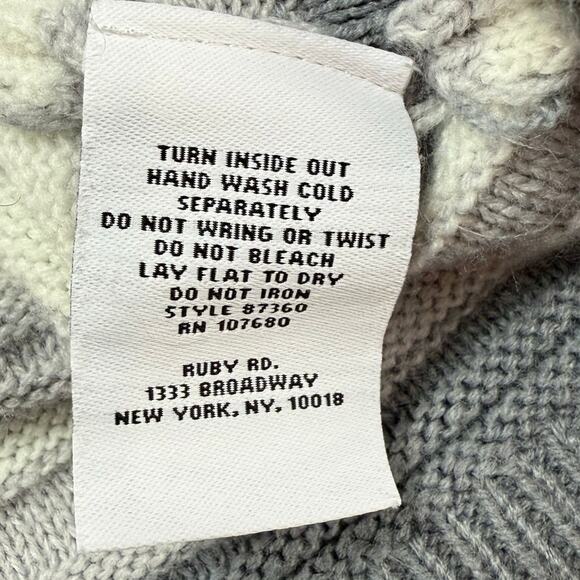 TURN INSIDE OUT
HAND WASH COLD
SEPARATELY
DO NOT WRING OR TWIST
DO NOT BLEACH
LAY FLAT TO DRY
DO NOT IRON
STYLE 87360
RN 107680
RUBY RD.
1333 BROADWAY
NEW YORK, NY, 10018